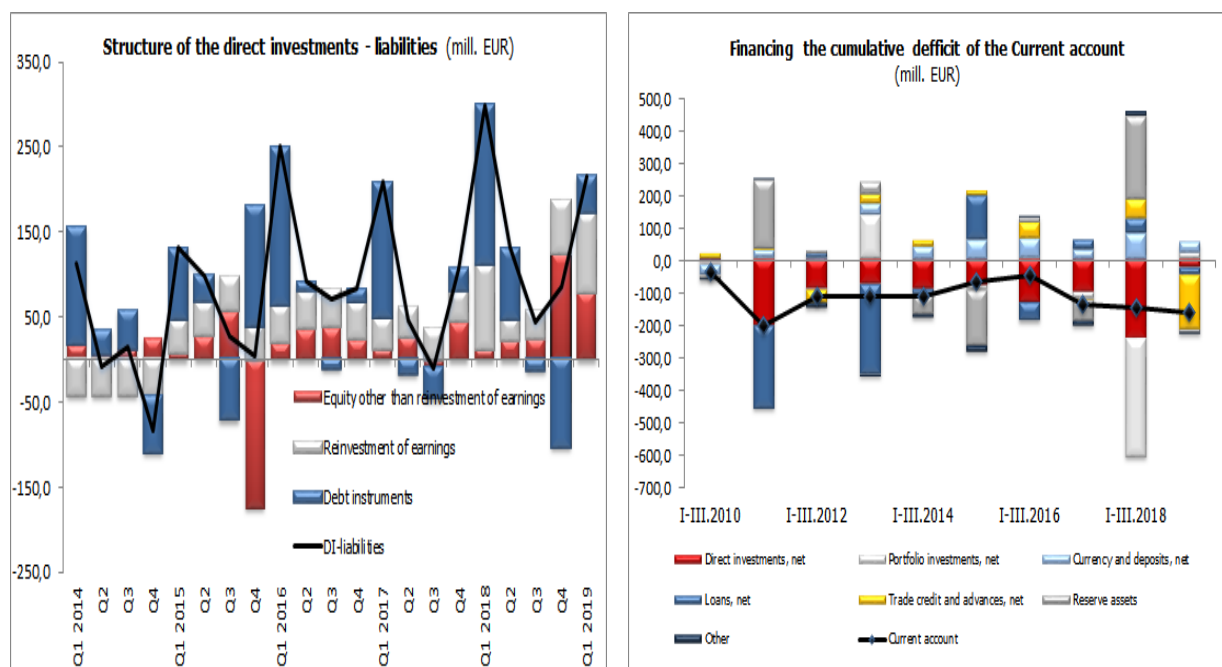 Structure of the direct investments - liabilities (mill. EUR)
350,0
250,0
150,0
50,0
-50,0
-150,0
-250,0
Equity other than reinvestment of earnings
Reinvestment of earnings
Debt instruments
DI-liabilities
Q1 2014
Q2
Q3
Q4
Q1 2015
Q2
Q3
Q4
Q1 2016
Q2
Q3
Q4
Q1 2017
Q2
Q3
Q4
Q1 2018
Q2
Q3
Q4
Q1 2019
Financing the cumulative defficit of the Current account
(mill. EUR)
500,0
400,0
300,0
200,0
100,0
0,0
-100,0
-200,0
-300,0
-400,0
-500,0
-600,0
-700,0
I-III.2010 I-III.2012 I-III.2014 I-III.2016 I-III.2018
Direct investments, net Portfolio investments, net Currency and deposits, net
Loans, net Trade credit and advances, net Reserve assets
Other Current account